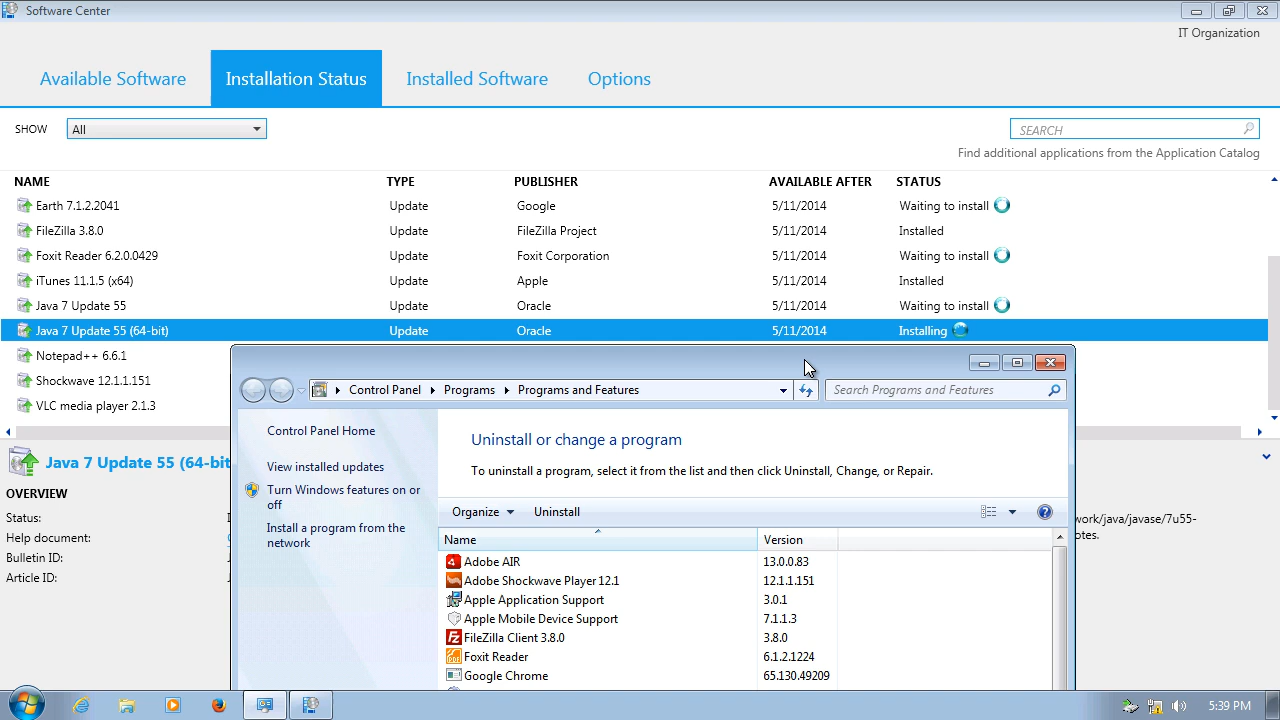 Software Center
IT Organization
Available Software Installation Status Installed Software Options
SHOW All SEARCH
Find additional applications from the Application Catalog
NAME TYPE PUBLISHER AVAILABLE AFTER STATUS
Earth 7.1.2.2041 Update Google 5/11/2014 Waiting to install
FileZilla 3.8.0 Update FileZilla Project 5/11/2014 Installed
Foxit Reader 6.2.0.0429 Update Foxit Corporation 5/11/2014 Waiting to install
iTunes 11.1.5 (x64) Update Apple 5/11/2014 Installed
Java 7 Update 55 Update Oracle 5/11/2014 Waiting to install
Java 7 Update 55 (64-bit) Update Oracle 5/11/2014 Installing
Notepad++ 6.6.1
Shockwave 12.1.1.151
VLC media player 2.1.3
Java 7 Update 55 (64-bit
OVERVIEW
Status:
Help document:
Bulletin ID:
Article ID:
work/java/javase/7u55-
otes.
Control Panel Programs Programs and Features Search Programs and Features
Control Panel Home
View installed updates
Turn Windows features on or
off
Install a program from the
network
Uninstall or change a program
To uninstall a program, select it from the list and then click Uninstall, Change, or Repair.
Organize Uninstall
Name Version
Adobe AIR 13.0.0.83
Adobe Shockwave Player 12.1 12.1.1.151
Apple Application Support 3.0.1
Apple Mobile Device Support 7.1.1.3
FileZilla Client 3.8.0 3.8.0
Foxit Reader 6.1.2.1224
Google Chrome 65.130.49209
5:39 PM